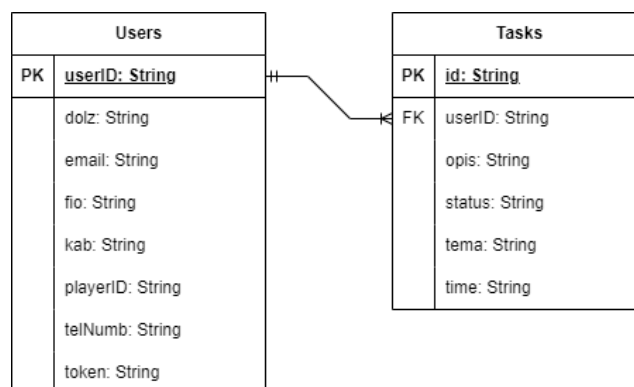 Users
PK userID: String
dolz: String
email: String
fio: String
kab: String
playerID: String
telNumb: String
token: String
Tasks
PK id: String
FK userID: String
opis: String
status: String
tema: String
time: String